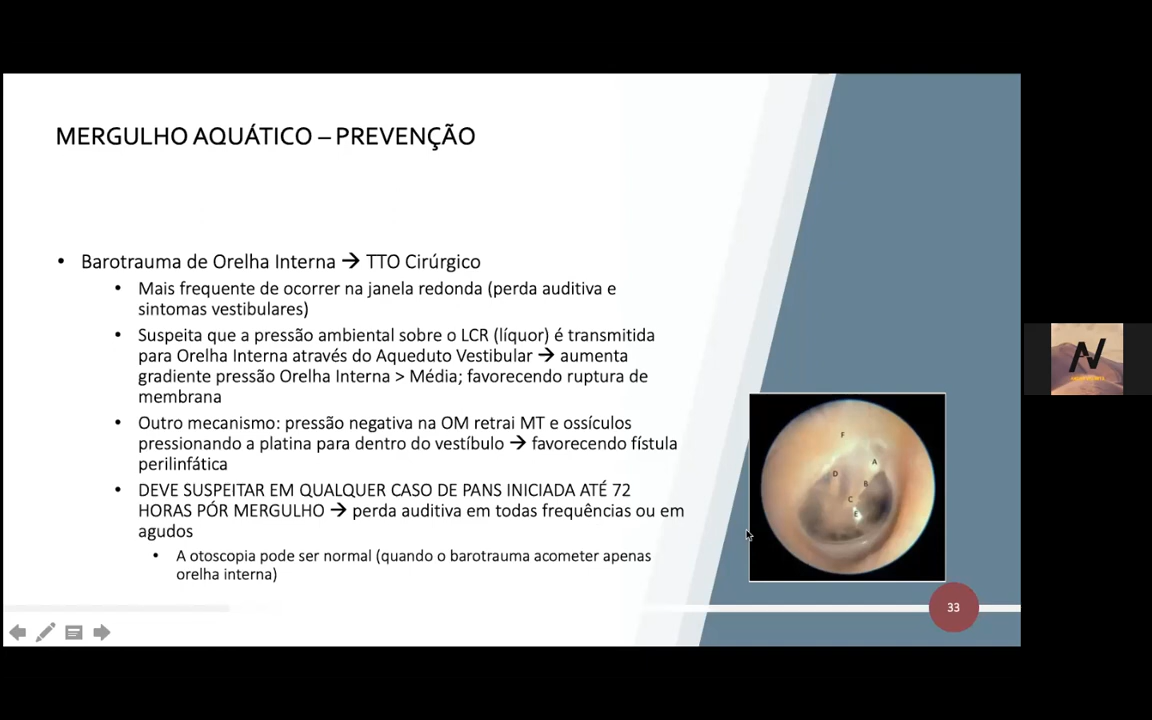 MERGULHO AQUÁTICO – PREVENÇÃO
• Barotrauma de Orelha Interna → TTO Cirúrgico
• Mais frequente de ocorrer na janela redonda (perda auditiva e
sintomas vestibulares)
• Suspeita que a pressão ambiental sobre o LCR (líquor) é transmitida
para Orelha Interna através do Aqueduto Vestibular → aumenta
gradiente pressão Orelha Interna > Média; favorecendo ruptura de
membrana
• Outro mecanismo: pressão negativa na OM retrai MT e ossículos
pressionando a platina para dentro do vestíbulo → favorecendo fístula
perilinfática
• DEVE SUSPEITAR EM QUALQUER CASO DE PANS INICIADA ATÉ 72
HORAS PÓR MERGULHO → perda auditiva em todas frequências ou em
agudos
• A otoscopia pode ser normal (quando o barotrauma acometer apenas
orelha interna)
F
A
D
B
C
E
33